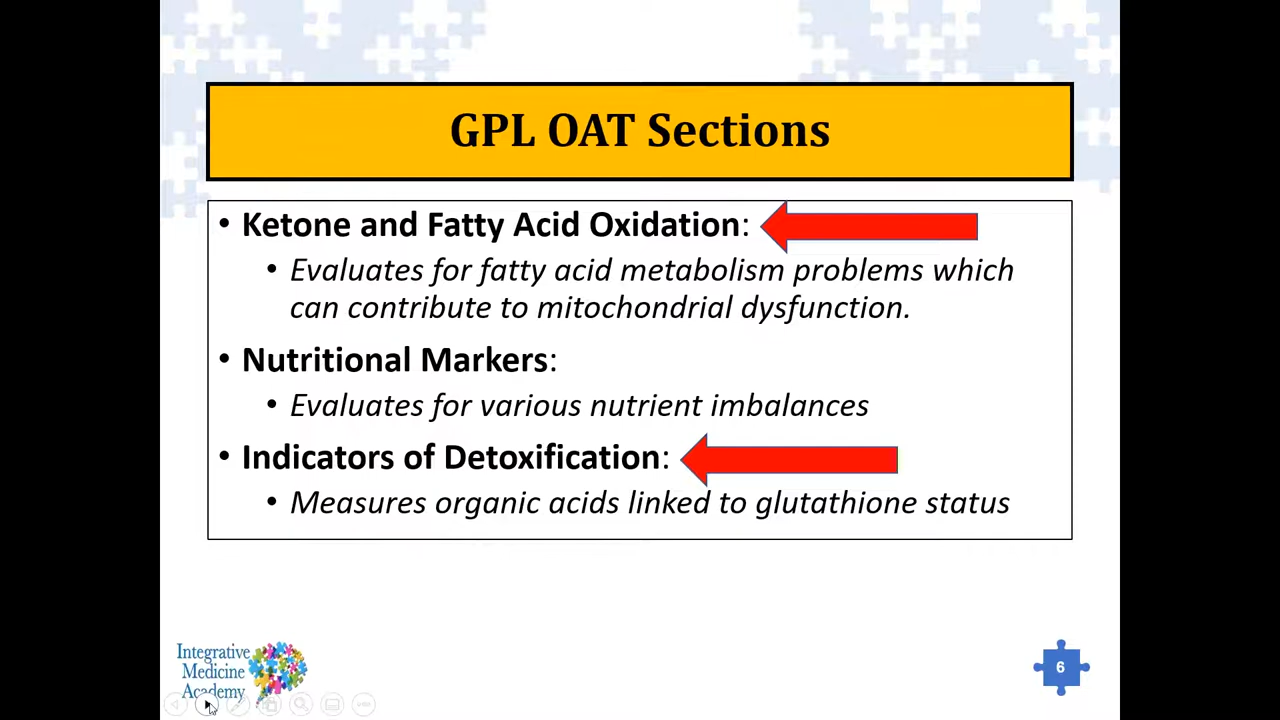 GPL OAT Sections
• Ketone and Fatty Acid Oxidation:
• Evaluates for fatty acid metabolism problems which
can contribute to mitochondrial dysfunction.
• Nutritional Markers:
• Evaluates for various nutrient imbalances
• Indicators of Detoxification:
• Measures organic acids linked to glutathione status
Integrative
Medicine
Academy
6